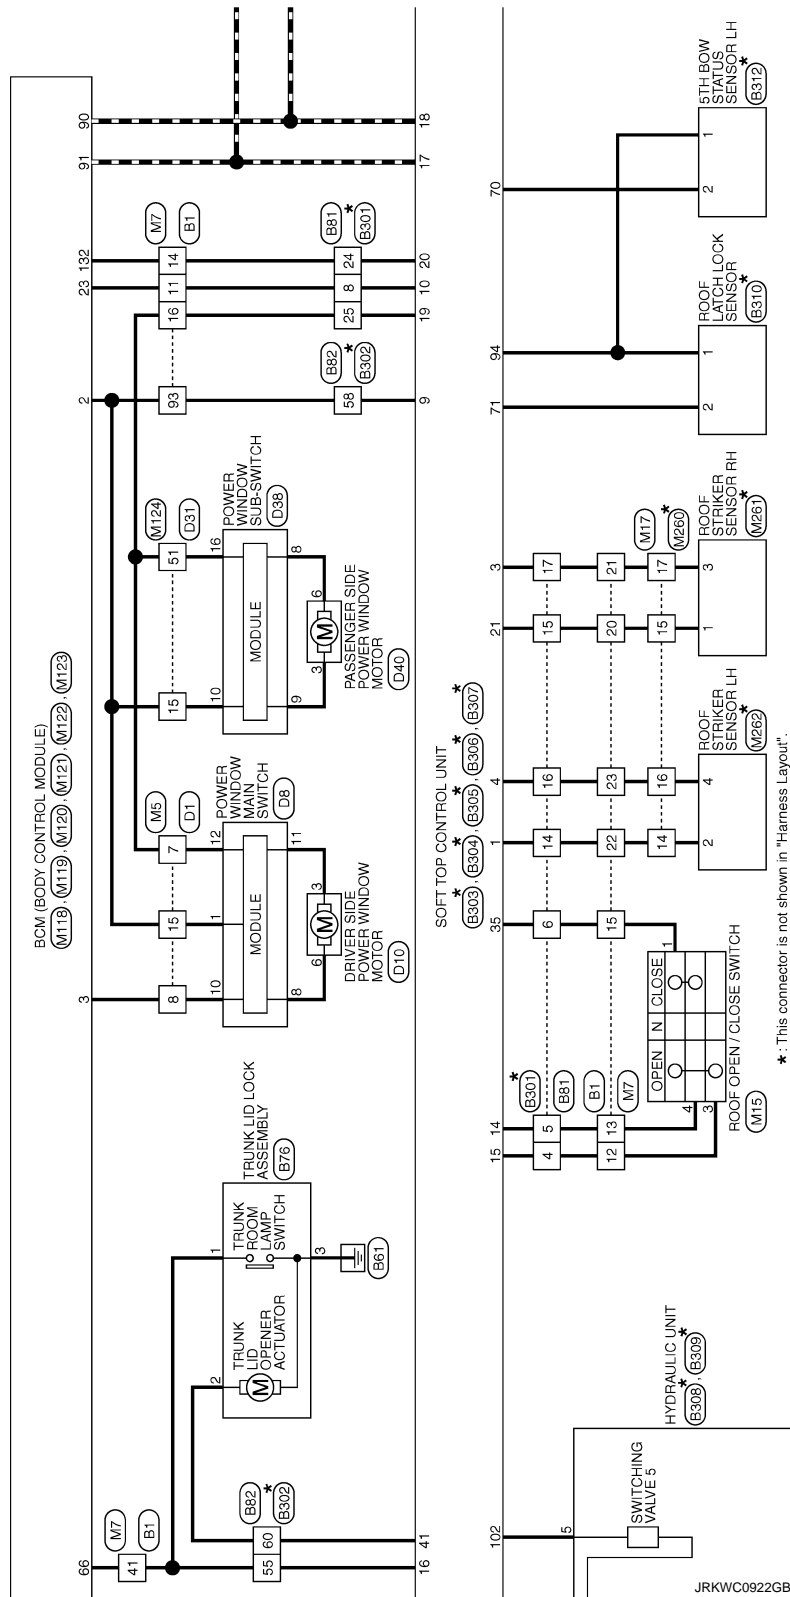 BCM (BODY CONTROL MODULE)
M118 , M119 , M120 , M121 , M122 , M123
66
3
2
23
132
91
90
M7
B1
41
TRUNK LID LOCK
ASSEMBLY
B76
1
2
3
TRUNK
ROOM
LAMP
SWITCH
TRUNK
LID
OPENER
ACTUATOR
M
B61
B82
*
B302
55
60
16
41
M5
D1
8
15
7
POWER
WINDOW
MAIN
SWITCH
D8
10
1
12
MODULE
8
11
6
3
M
DRIVER SIDE
POWER WINDOW
MOTOR
D10
M124
D31
15
51
POWER
WINDOW
SUB-SWITCH
D38
10
16
MODULE
9
8
3
6
M
PASSENGER SIDE
POWER WINDOW
MOTOR
D40
M7
B1
93
16
11
14
B82
*
B302
58
B81
*
B301
25
8
24
9
19
10
20
17
18
SOFT TOP CONTROL UNIT
* * * * *
B303 , B304 , B305 , B306 , B307
102
15
14
35
1
4
21
3
71
94
70
HYDRAULIC UNIT
* *
B308 , B309
5
SWITCHING
VALVE 5
*
B301
B81
B1
M7
4
5
6
14
16
15
17
12
13
15
22
23
20
21
OPEN
N
CLOSE
1
4
3
ROOF OPEN / CLOSE SWITCH
M15
M17
*
M260
14
16
15
17
2
4
ROOF
STRIKER
SENSOR LH
*
M262
1
3
ROOF
STRIKER
SENSOR RH
*
M261
2
1
ROOF
LATCH LOCK
SENSOR
*
B310
2
1
5TH BOW
STATUS
SENSOR LH
*
B312
* : This connector is not shown in "Harness Layout".
JRKWC0922GB